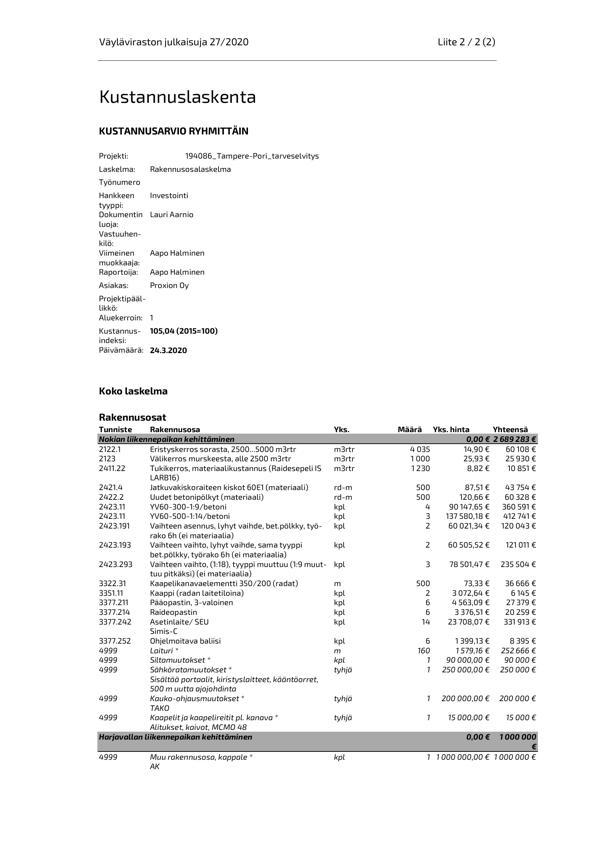 Väyläviraston julkaisuja 27/2020 Liite 2 / 2 (2)
Kustannuslaskenta
KUSTANNUSARVIO RYHMITTÄIN
Projekti: 194086_Tampere-Pori_tarveselvitys
Laskelma: Rakennusosalaskelma
Työnumero
Hankkeen Investointi
tyyppi:
Dokumentin Lauri Aarnio
luoja:
Vastuuhen-
kilö:
Viimeinen Aapo Halminen
muokkaaja:
Raportoija: Aapo Halminen
Asiakas: Proxion Oy
Projektipääl-
likkö:
Aluekerroin: 1
Kustannus- 105,04 (2015=100)
indeksi:
Päivämäärä: 24.3.2020
Koko laskelma
Rakennusosat
Tunniste Rakennusosa Yks. Määrä Yks. hinta Yhteensä
Nokian liikennepaikan kehittäminen 0,00 € 2 689 283 €
2122.1 Eristyskerros sorasta, 2500...5000 m3rtr m3rtr 4 035 14,90 € 60 108 €
2123 Välikerros murskeesta, alle 2500 m3rtr m3rtr 1 000 25,93 € 25 930 €
2411.22 Tukikerros, materiaalikustannus (Raidesepeli IS m3rtr 1 230 8,82 € 10 851 €
LARB16)
2421.4 Jatkuvakiskoraiteen kiskot 60E1 (materiaali) rd-m 500 87,51 € 43 754 €
2422.2 Uudet betonipölkyt (materiaali) rd-m 500 120,66 € 60 328 €
2423.11 YV60-300-1:9/betoni kpl 4 90 147,65 € 360 591 €
2423.11 YV60-500-1:14/betoni kpl 3 137 580,18 € 412 741 €
2423.191 Vaihteen asennus, lyhyt vaihde, bet.pölkky, työ- kpl 2 60 021,34 € 120 043 €
rako 6h (ei materiaalia)
2423.193 Vaihteen vaihto, lyhyt vaihde, sama tyyppi kpl 2 60 505,52 € 121 011 €
bet.pölkky, työrako 6h (ei materiaalia)
2423.293 Vaihteen vaihto, (1:18), tyyppi muuttuu (1:9 muut- kpl 3 78 501,47 € 235 504 €
tuu pitkäksi) (ei materiaalia)
3322.31 Kaapelikanavaelementti 350/200 (radat) m 500 73,33 € 36 666 €
3351.11 Kaappi (radan laitetiloina) kpl 2 3 072,64 € 6 145 €
3377.211 Pääopastin, 3-valoinen kpl 6 4 563,09 € 27 379 €
3377.214 Raideopastin kpl 6 3 376,51 € 20 259 €
3377.242 Asetinlaite/ SEU kpl 14 23 708,07 € 331 913 €
Simis-C
3377.252 Ohjelmoitava baliisi kpl 6 1 399,13 € 8 395 €
4999 Laituri * m 160 1 579,16 € 252 666 €
4999 Siltamuutokset * kpl 1 90 000,00 € 90 000 €
4999 Sähköratamuutokset * tyhjä 1 250 000,00 € 250 000 €
Sisältää portaalit, kiristyslaitteet, kääntöorret,
500 m uutta ajojohdinta
4999 Kauko-ohjausmuutokset * tyhjä 1 200 000,00 € 200 000 €
TAKO
4999 Kaapelit ja kaapelireitit pl. kanava * tyhjä 1 15 000,00 € 15 000 €
Alitukset, kaivot, MCMO 48
Harjavallan liikennepaikan kehittäminen 0,00 € 1 000 000
€
4999 Muu rakennusosa, kappale * kpl 1 1 000 000,00 € 1 000 000 €
AK